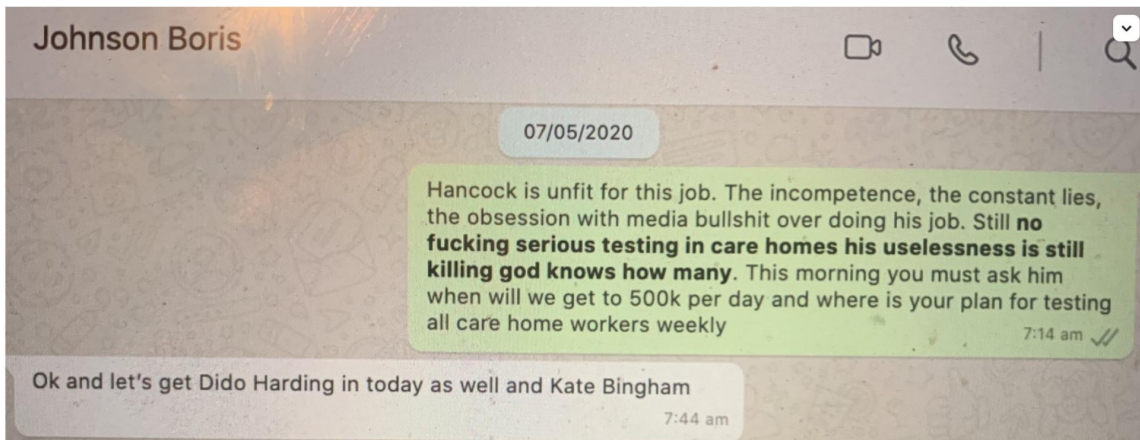 Johnson Boris
07/05/2020
Hancock is unfit for this job. The incompetence, the constant lies,
the obsession with media bullshit over doing his job. Still no
fucking serious testing in care homes his uselessness is still
killing god knows how many. This morning you must ask him
when will we get to 500k per day and where is your plan for testing
all care home workers weekly
7:14 am
Ok and let's get Dido Harding in today as well and Kate Bingham
7:44 am